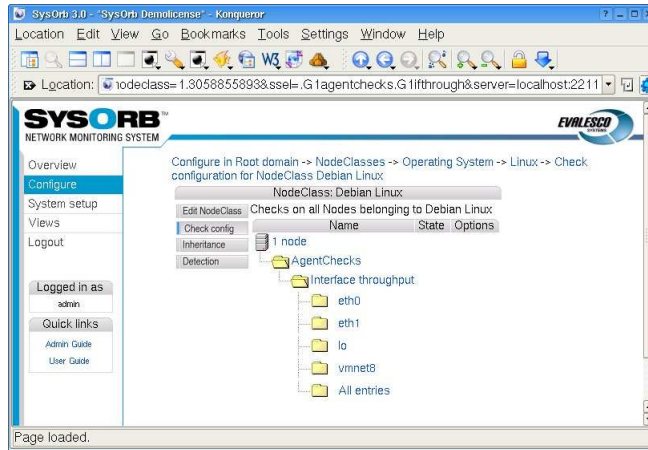 SysOrb 3.0 - "SysOrb Demolicense" - Konqueror
Location Edit View Go Bookmarks Tools Settings Window Help
Location: nodeclass=1.3058855893&ssel=.G1agentchecks.G1ifthrough&server=localhost:2211
SYSORB™
NETWORK MONITORING SYSTEM
EVALESCO
SYSTEMS
Overview
Configure
System setup
Views
Logout
Logged in as
admin
Quick links
Admin Guide
User Guide
Configure in Root domain -> NodeClasses -> Operating System -> Linux -> Check
configuration for NodeClass Debian Linux
NodeClass: Debian Linux
Edit NodeClass
Check config
Inheritance
Detection
Checks on all Nodes belonging to Debian Linux
Name State Options
1 node
AgentChecks
Interface throughput
eth0
eth1
lo
vmnet8
All entries
Page loaded.